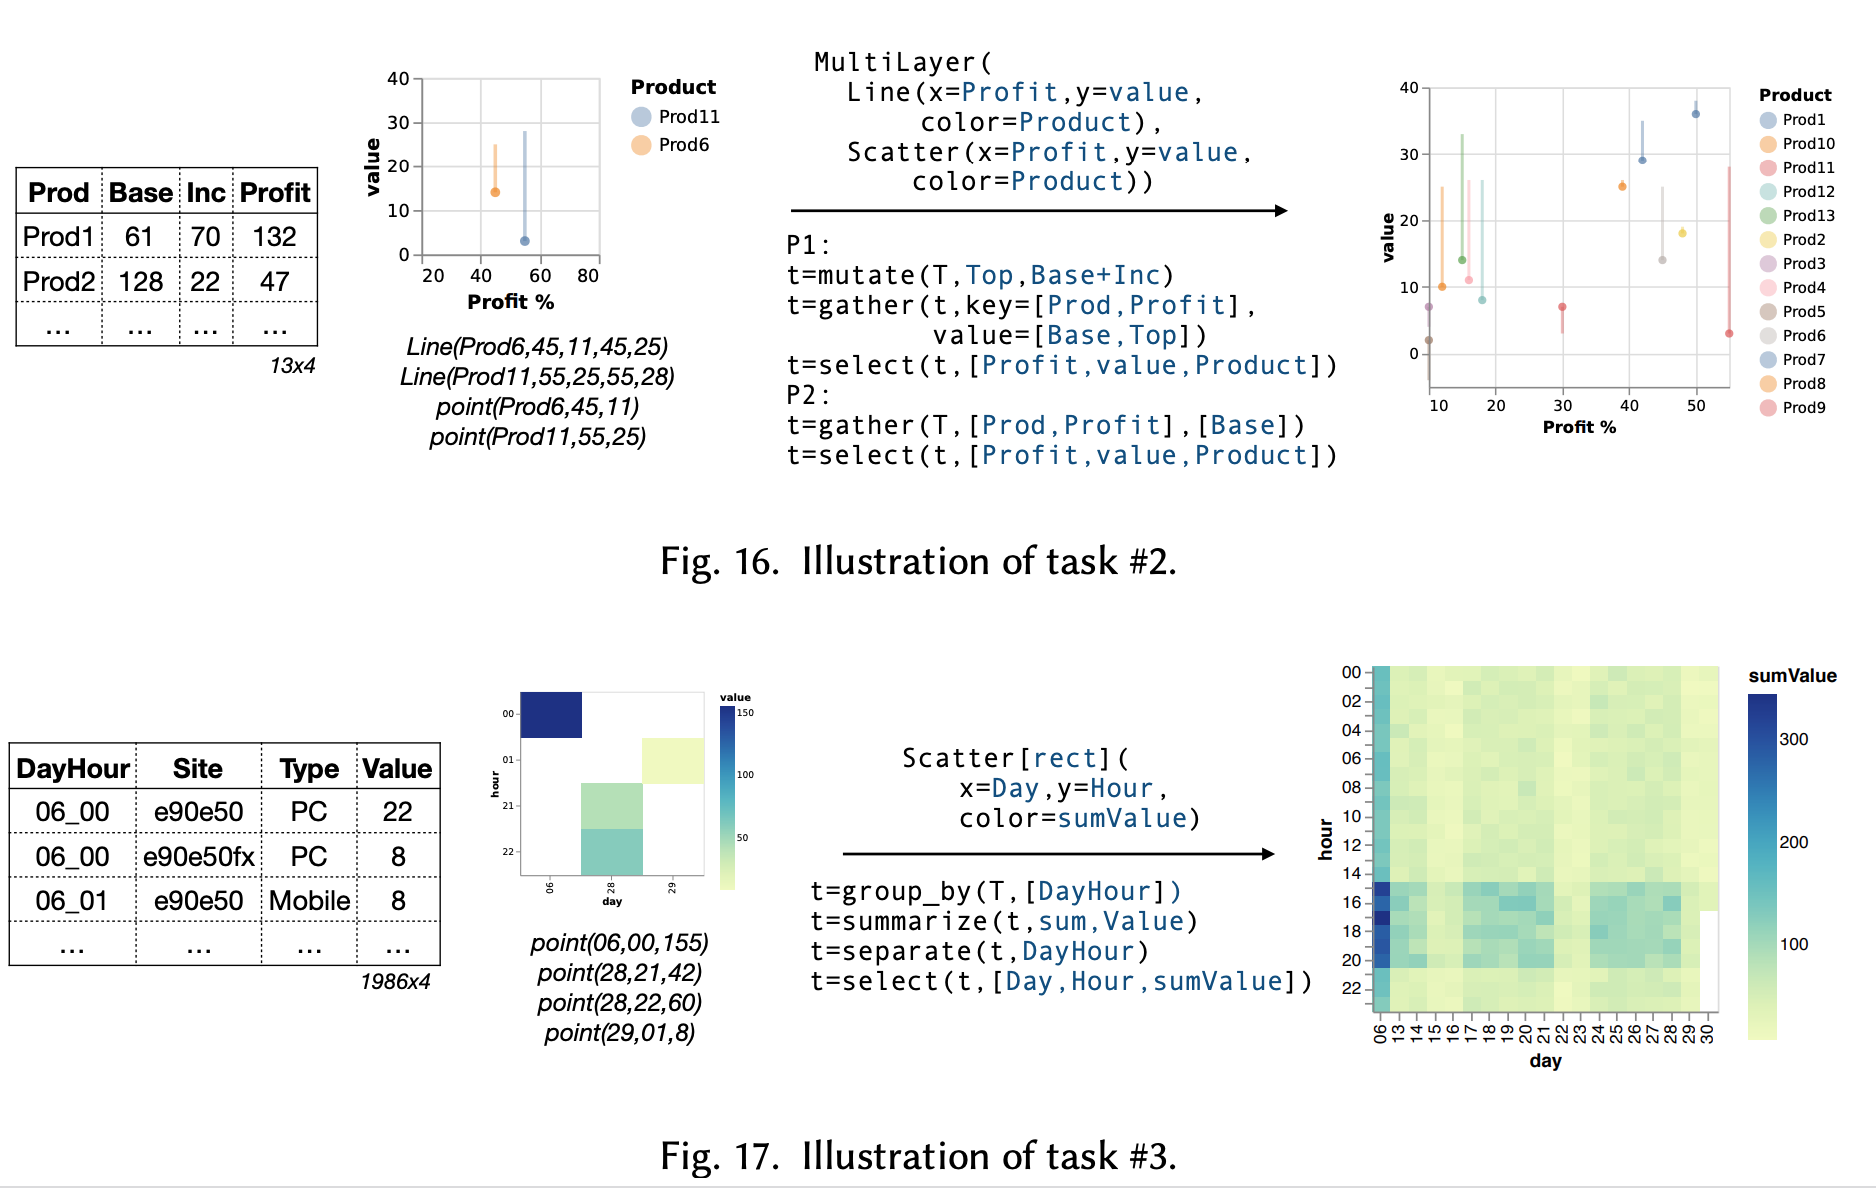 Prod Base Inc Profit
Prod1 61 70 132
Prod2 128 22 47
... ... ... ...
13x4
40
30
20
10
0
value
20 40 60 80
Profit %
Product
Prod11
Prod6
Line(Prod6,45,11,45,25)
Line(Prod11,55,25,55,28)
point(Prod6,45,11)
point(Prod11,55,25)
MultiLayer(
Line(x=Profit,y=value,
color=Product),
Scatter(x=Profit,y=value,
color=Product))
P1:
t=mutate(T,Top,Base+Inc)
t=gather(t,key=[Prod,Profit],
value=[Base,Top])
t=select(t,[Profit,value,Product])
P2:
t=gather(T,[Prod,Profit],[Base])
t=select(t,[Profit,value,Product])
40
30
20
10
0
value
10 20 30 40 50
Profit %
Product
Prod1
Prod10
Prod11
Prod12
Prod13
Prod2
Prod3
Prod4
Prod5
Prod6
Prod7
Prod8
Prod9
Fig. 16. Illustration of task #2.
DayHour Site Type Value
06_00 e90e50 PC 22
06_00 e90e50fx PC 8
06_01 e90e50 Mobile 8
... ... ... ...
1986x4
00
01
21
22
hour
06 28 29
day
value
150
100
50
point(06,00,155)
point(28,21,42)
point(28,22,60)
point(29,01,8)
Scatter[rect](
x=Day,y=Hour,
color=sumValue)
t=group_by(T,[DayHour])
t=summarize(t,sum,Value)
t=separate(t,DayHour)
t=select(t,[Day,Hour,sumValue])
00
02
04
06
08
10
12
14
16
18
20
22
hour
06 13 14 15 16 17 18 19 20 21 22 23 24 25 26 27 28 29 30
day
sumValue
300
200
100
Fig. 17. Illustration of task #3.